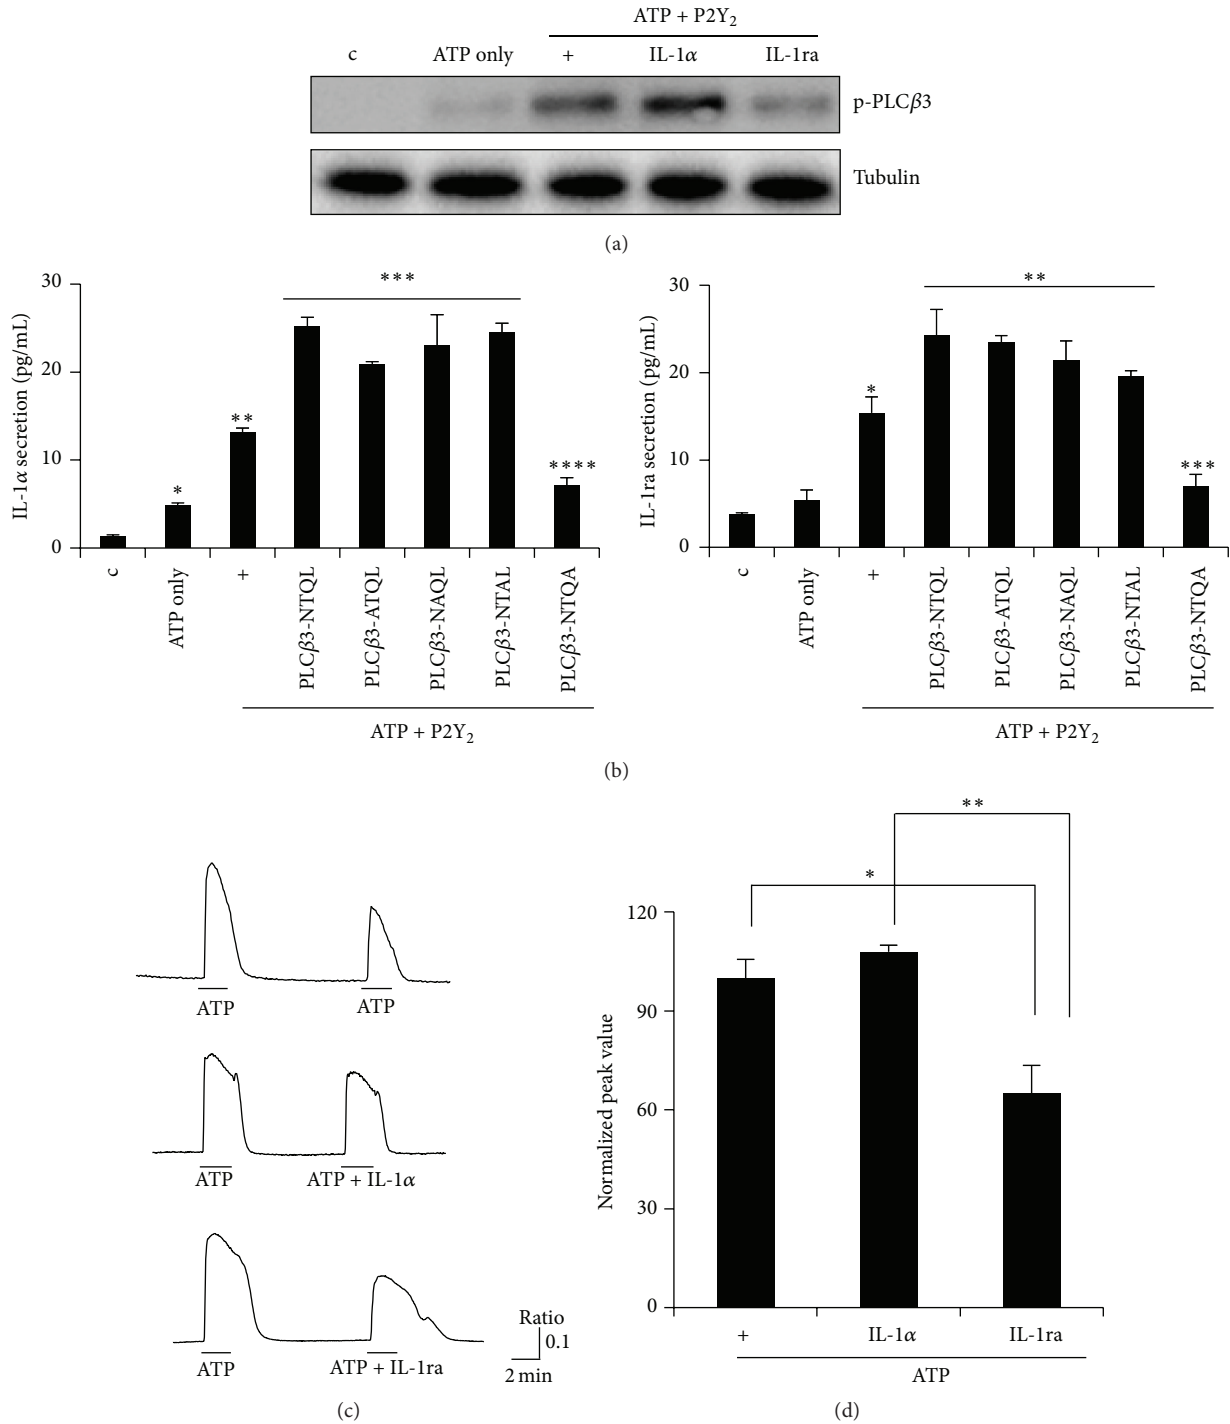 ATP + P2Y2
c ATP only + IL-1α IL-1ra
p-PLCβ3
Tubulin
(a)
IL-1α secretion (pg/mL)
30
20
10
0
***
**
*
****
c
ATP only
+
PLCβ3-NTQL
PLCβ3-ATQL
PLCβ3-NAQL
PLCβ3-NTAL
PLCβ3-NTQA
ATP + P2Y2
IL-1ra secretion (pg/mL)
30
20
10
0
**
*
***
c
ATP only
+
PLCβ3-NTQL
PLCβ3-ATQL
PLCβ3-NAQL
PLCβ3-NTAL
PLCβ3-NTQA
ATP + P2Y2
(b)
ATP ATP
ATP ATP + IL-1α
ATP ATP + IL-1ra
Ratio
0.1
2 min
(c)
**
*
Normalized peak value
120
90
60
30
0
+ IL-1α IL-1ra
ATP
(d)